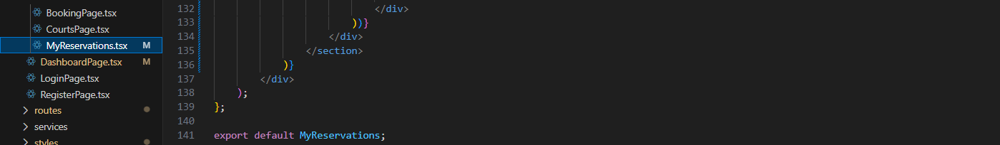 BookingPage.tsx
CourtsPage.tsx
MyReservations.tsx M
DashboardPage.tsx M
LoginPage.tsx
RegisterPage.tsx
routes
services
styles
132 </div>
133 ))}
134 </div>
135 </section>
136 )}
137 </div>
138 );
139 };
140
141 export default MyReservations;